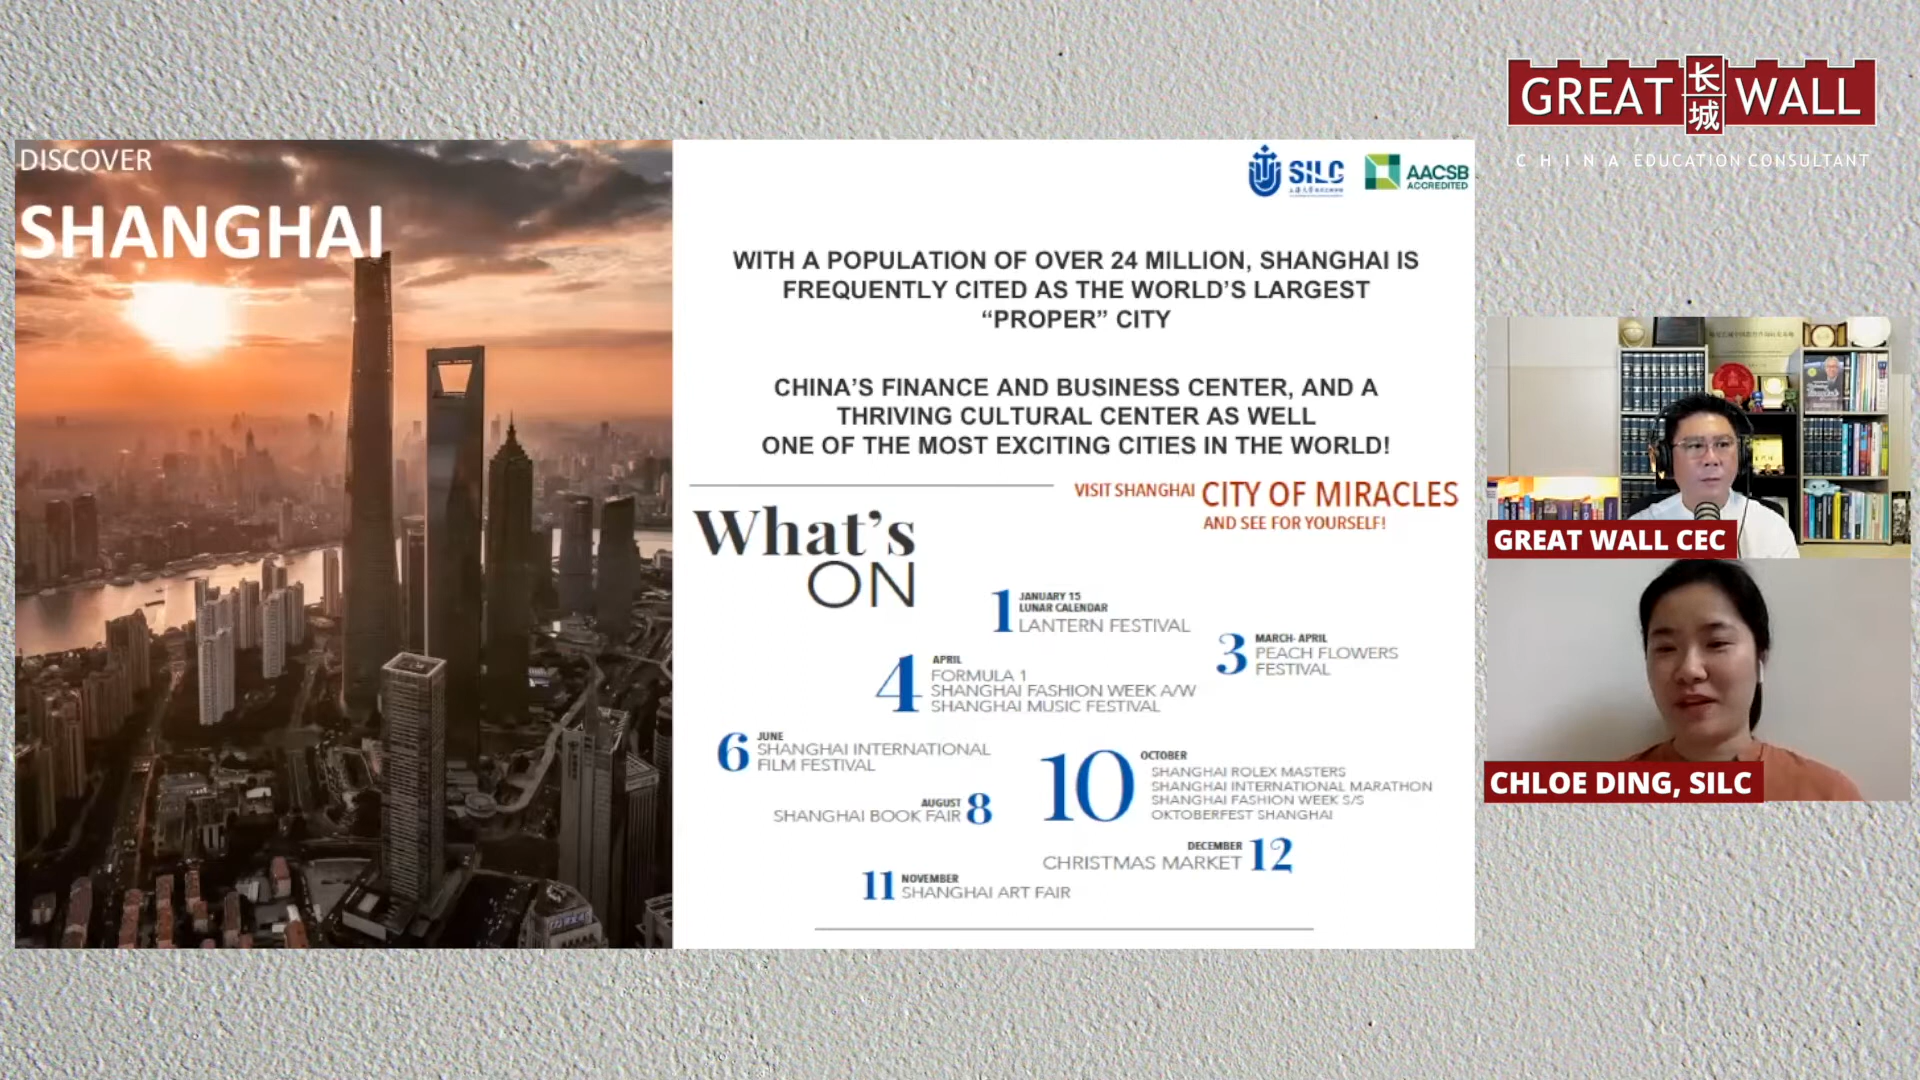 DISCOVER
SHANGHAI
SILC
AACSB
ACCREDITED
WITH A POPULATION OF OVER 24 MILLION, SHANGHAI IS
FREQUENTLY CITED AS THE WORLD'S LARGEST
“PROPER” CITY
CHINA'S FINANCE AND BUSINESS CENTER, AND A
THRIVING CULTURAL CENTER AS WELL
ONE OF THE MOST EXCITING CITIES IN THE WORLD!
VISIT SHANGHAI CITY OF MIRACLES
AND SEE FOR YOURSELF!
What's
ON
1 JANUARY 15
LUNAR CALENDAR
LANTERN FESTIVAL
3 MARCH- APRIL
PEACH FLOWERS
FESTIVAL
4 APRIL
FORMULA 1
SHANGHAI FASHION WEEK A/W
SHANGHAI MUSIC FESTIVAL
6 JUNE
SHANGHAI INTERNATIONAL
FILM FESTIVAL
10 OCTOBER
SHANGHAI ROLEX MASTERS
SHANGHAI INTERNATIONAL MARATHON
SHANGHAI FASHION WEEK S/S
OKTOBERFEST SHANGHAI
AUGUST 8
SHANGHAI BOOK FAIR
DECEMBER 12
CHRISTMAS MARKET
11 NOVEMBER
SHANGHAI ART FAIR
GREAT 长城 WALL
CHINA EDUCATION CONSULTANT
GREAT WALL CEC
CHLOE DING, SILC